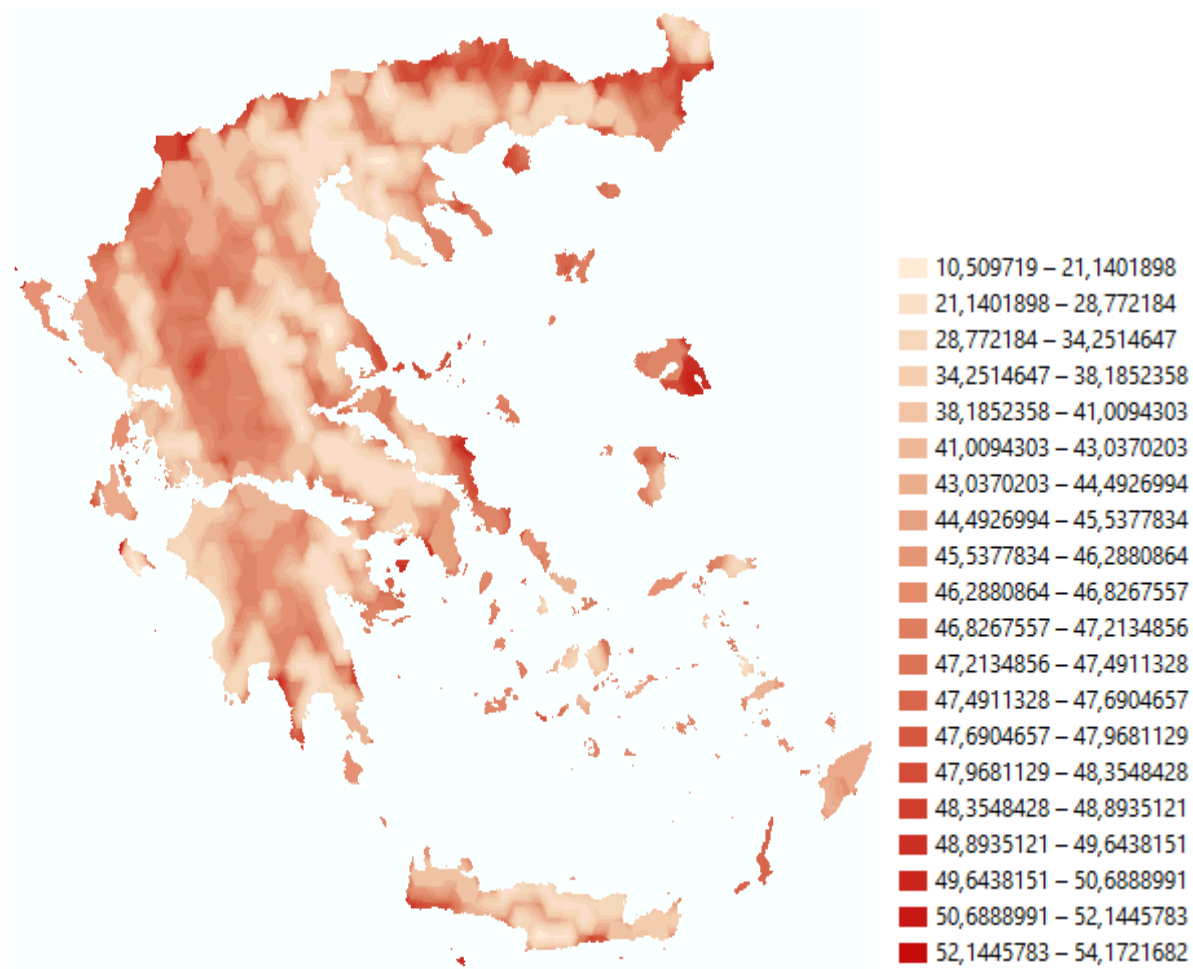 10,509719 – 21,1401898
21,1401898 – 28,772184
28,772184 – 34,2514647
34,2514647 – 38,1852358
38,1852358 – 41,0094303
41,0094303 – 43,0370203
43,0370203 – 44,4926994
44,4926994 – 45,5377834
45,5377834 – 46,2880864
46,2880864 – 46,8267557
46,8267557 – 47,2134856
47,2134856 – 47,4911328
47,4911328 – 47,6904657
47,6904657 – 47,9681129
47,9681129 – 48,3548428
48,3548428 – 48,8935121
48,8935121 – 49,6438151
49,6438151 – 50,6888991
50,6888991 – 52,1445783
52,1445783 – 54,1721682